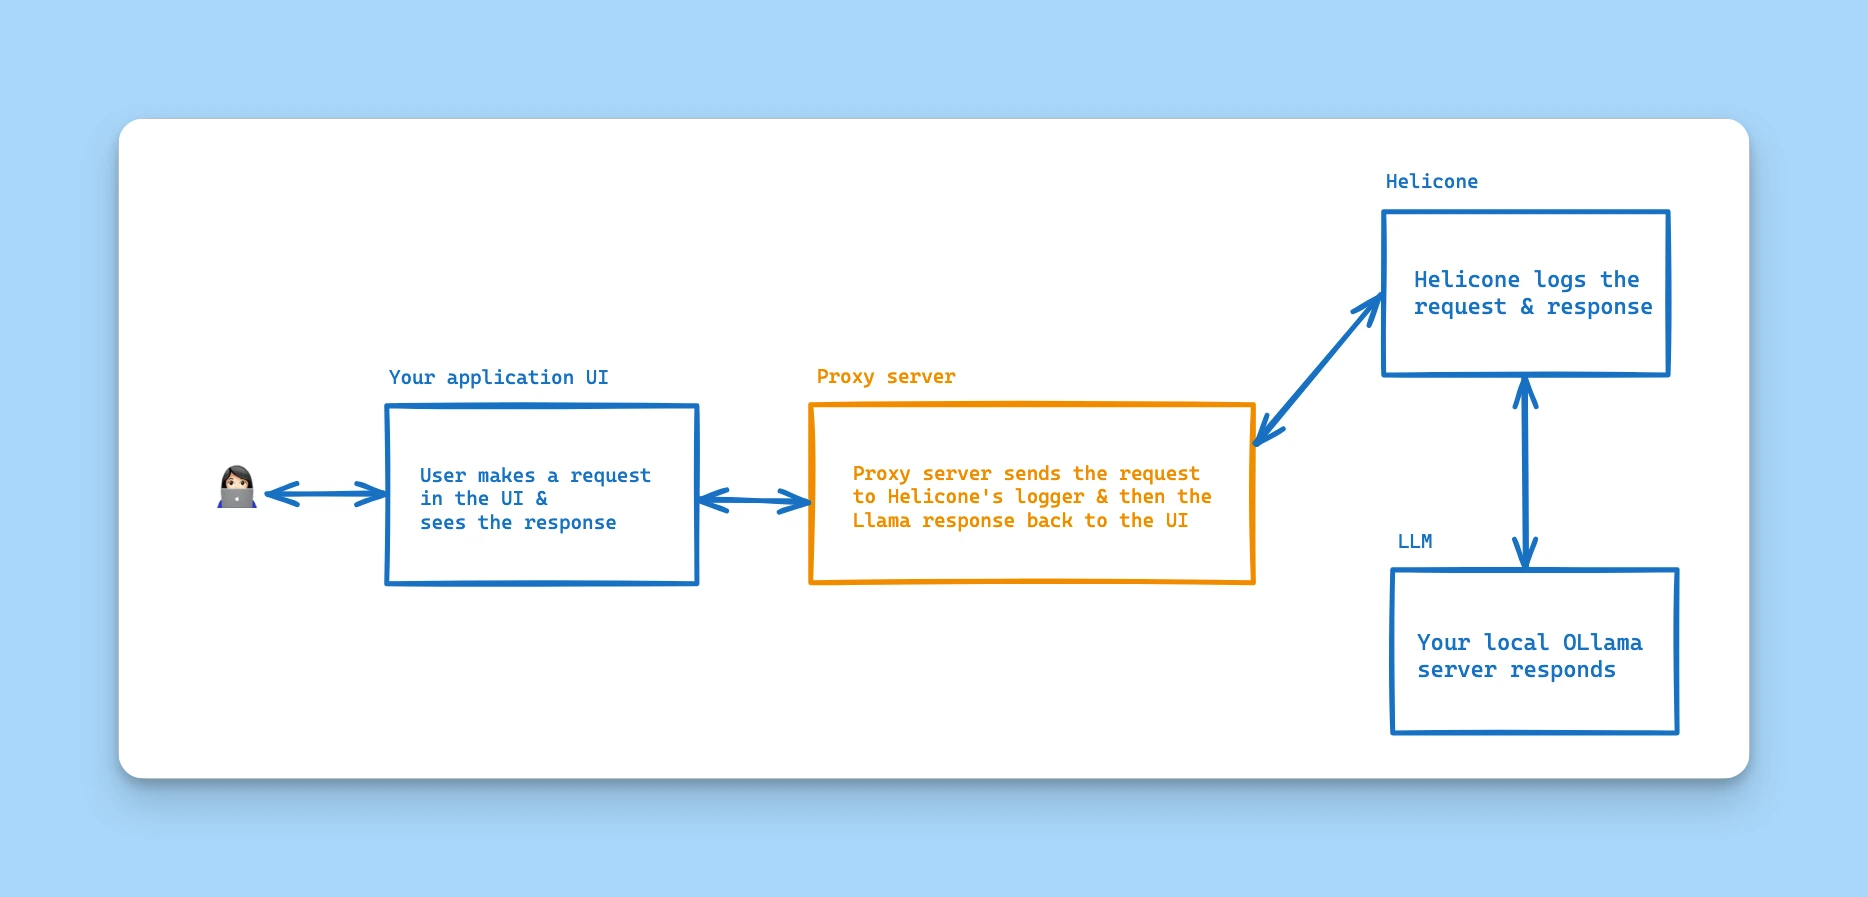 Helicone
Helicone logs the
request & response
Your application UI
User makes a request
in the UI &
sees the response
Proxy server
Proxy server sends the request
to Helicone's logger & then the
Llama response back to the UI
LLM
Your local OLlama
server responds